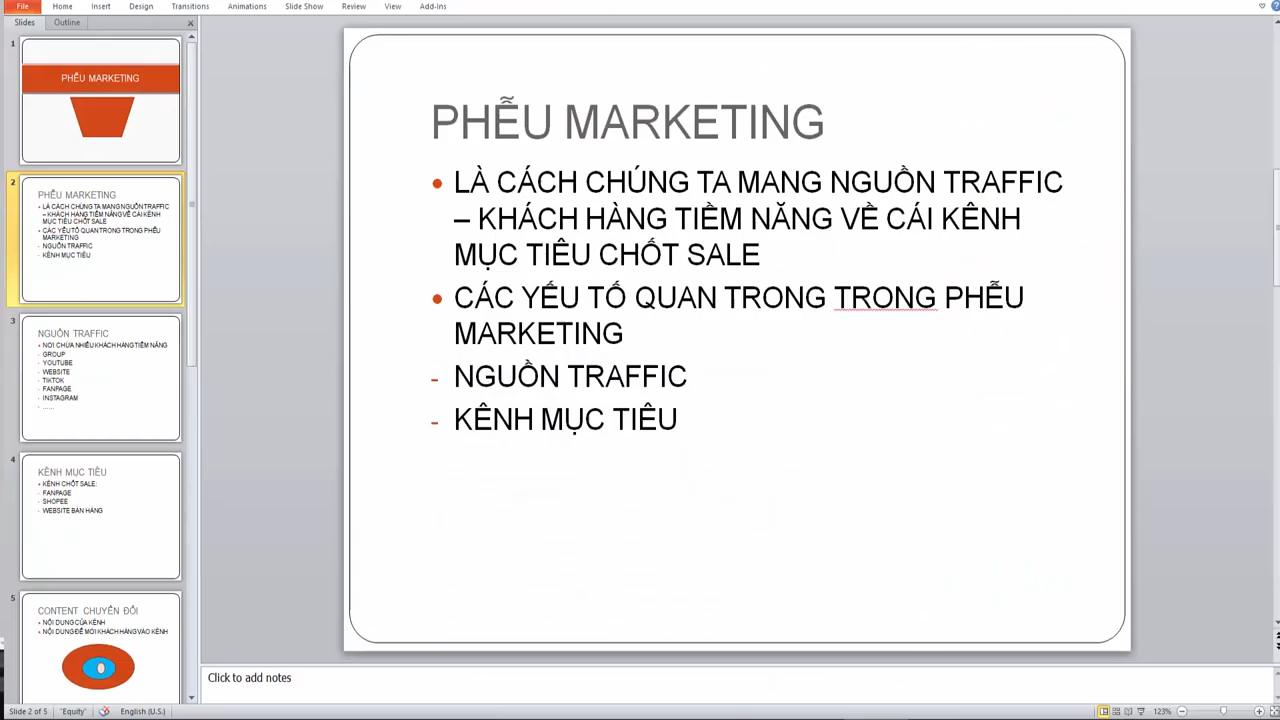 File Home Insert Design Transitions Animations Slide Show Review View Add-Ins
Slides Outline
1
PHỄU MARKETING
2
PHỄU MARKETING
LÀ CÁCH CHÚNG TA MANG NGUỒN TRAFFIC
– KHÁCH HÀNG TIỀM NĂNG VỀ CÁI KÊNH
MỤC TIÊU CHỐT SALE
CÁC YẾU TỐ QUAN TRONG TRONG PHỄU
MARKETING
NGUỒN TRAFFIC
KÊNH MỤC TIÊU
3
NGUỒN TRAFFIC
NƠI CHỨA NHIỀU KHÁCH HÀNG TIỀM NĂNG
GROUP
YOUTUBE
WEBSITE
TIKTOK
FANPAGE
INSTAGRAM
......
4
KÊNH MỤC TIÊU
KÊNH CHỐT SALE:
FANPAGE
SHOPEE
WEBSITE BÁN HÀNG
5
CONTENT CHUYỂN ĐỔI
NỘI DUNG CỦA KÊNH
NỘI DUNG ĐỂ MỜI KHÁCH HÀNG VÀO KÊNH
PHỄU MARKETING
• LÀ CÁCH CHÚNG TA MANG NGUỒN TRAFFIC
– KHÁCH HÀNG TIỀM NĂNG VỀ CÁI KÊNH
MỤC TIÊU CHỐT SALE
• CÁC YẾU TỐ QUAN TRONG TRONG PHỄU
MARKETING
- NGUỒN TRAFFIC
- KÊNH MỤC TIÊU
Click to add notes
Slide 2 of 5 "Equity" English (U.S.) 123%